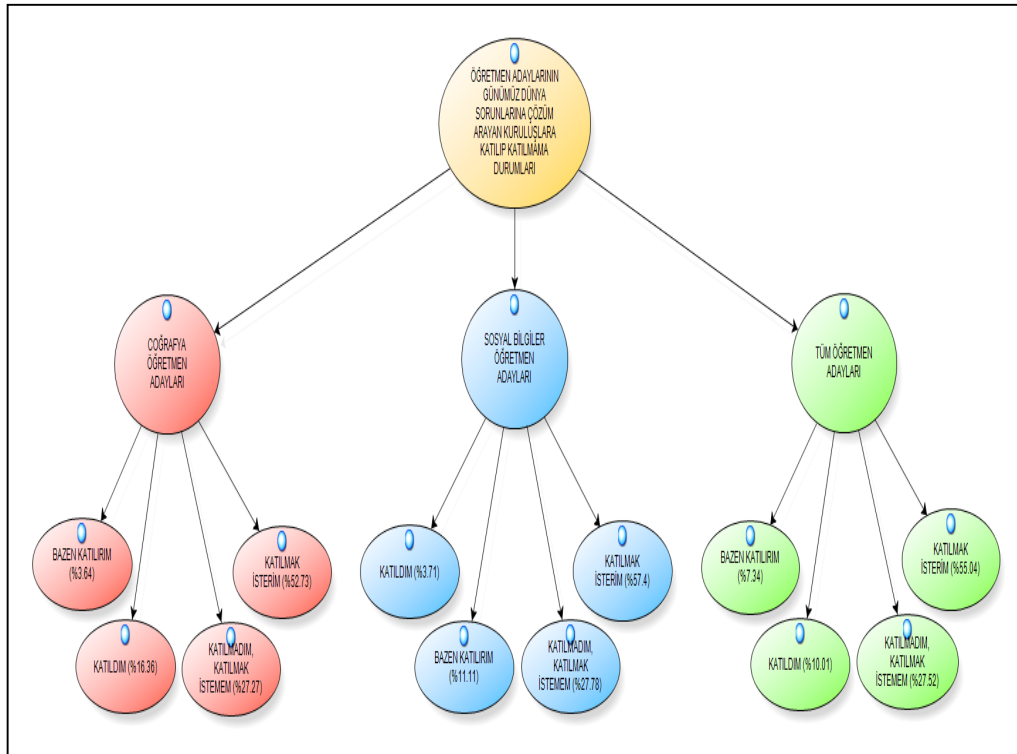 ÖĞRETMEN ADAYLARININ
GÜNÜMÜZ DÜNYA
SORUNLARINA ÇÖZÜM
ARAYAN KURULUŞLARA
KATILIP KATILMAMA
DURUMLARI
COĞRAFYA
ÖĞRETMEN
ADAYLARI
SOSYAL BİLGİLER
ÖĞRETMEN
ADAYLARI
TÜM ÖĞRETMEN
ADAYLARI
BAZEN KATILIRIM
(%3.64)
KATILDIM (%16.36)
KATILMADIM,
KATILMAK
İSTEMEM (%27.27)
KATILMAK
İSTERİM (%52.73)
KATILDIM (%3.71)
BAZEN KATILIRIM
(%11.11)
KATILMADIM,
KATILMAK
İSTEMEM (%27.78)
KATILMAK
İSTERİM (%57.4)
BAZEN KATILIRIM
(%7.34)
KATILDIM (%10.01)
KATILMADIM,
KATILMAK
İSTEMEM (%27.52)
KATILMAK
İSTERİM (%55.04)